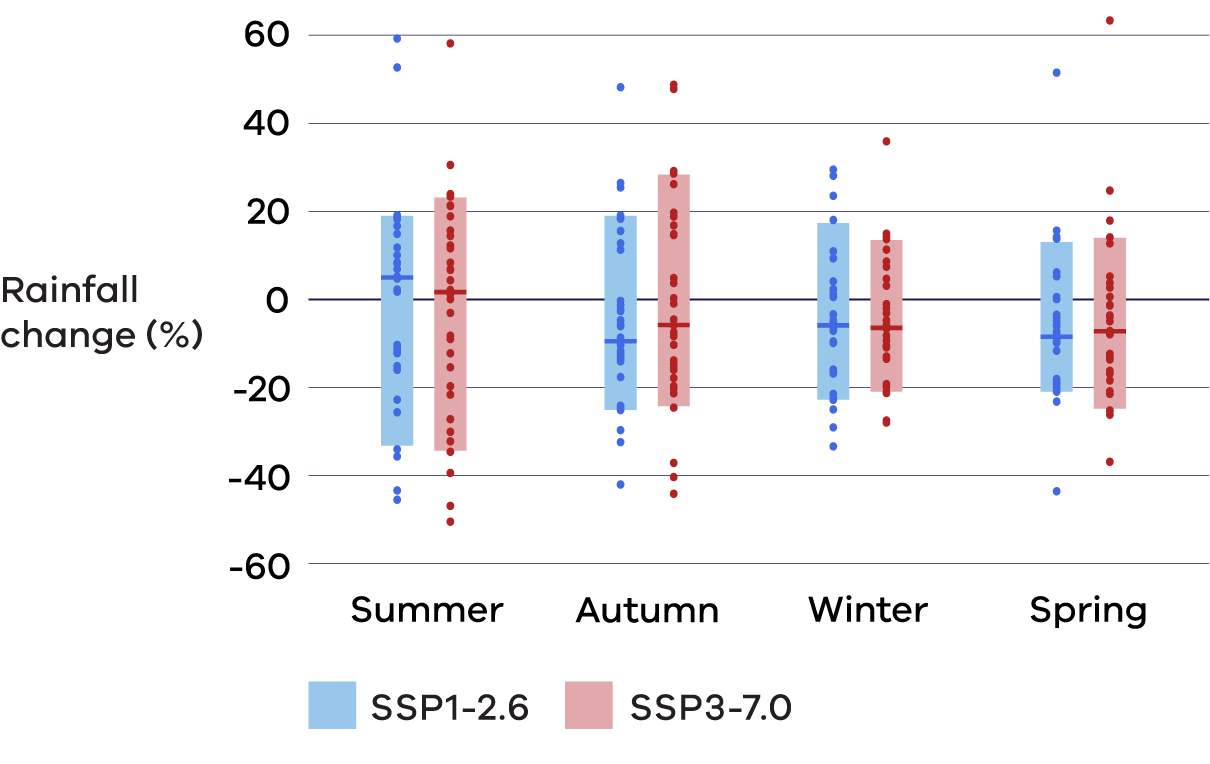 60
40
20
0
-20
-40
-60
Rainfall
change (%)
Summer
Autumn
Winter
Spring
SSP1-2.6
SSP3-7.0